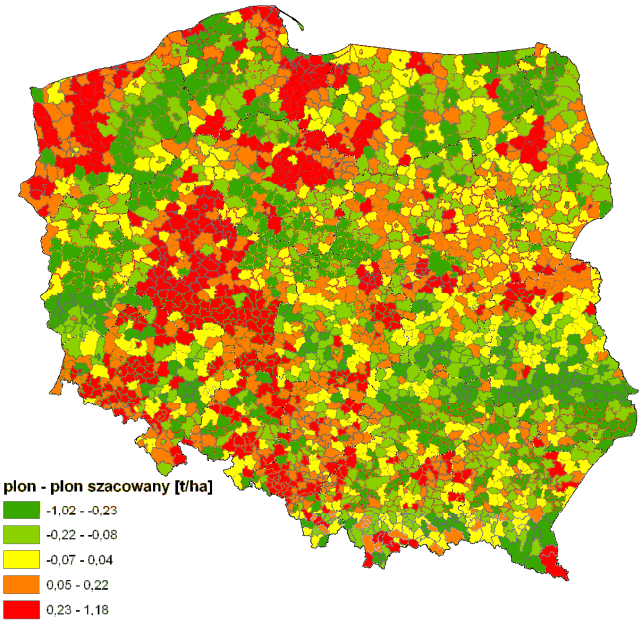 plon - plon szacowany [t/ha]
-1,02 - -0,23
-0,22 - -0,08
-0,07 - 0,04
0,05 - 0,22
0,23 - 1,18